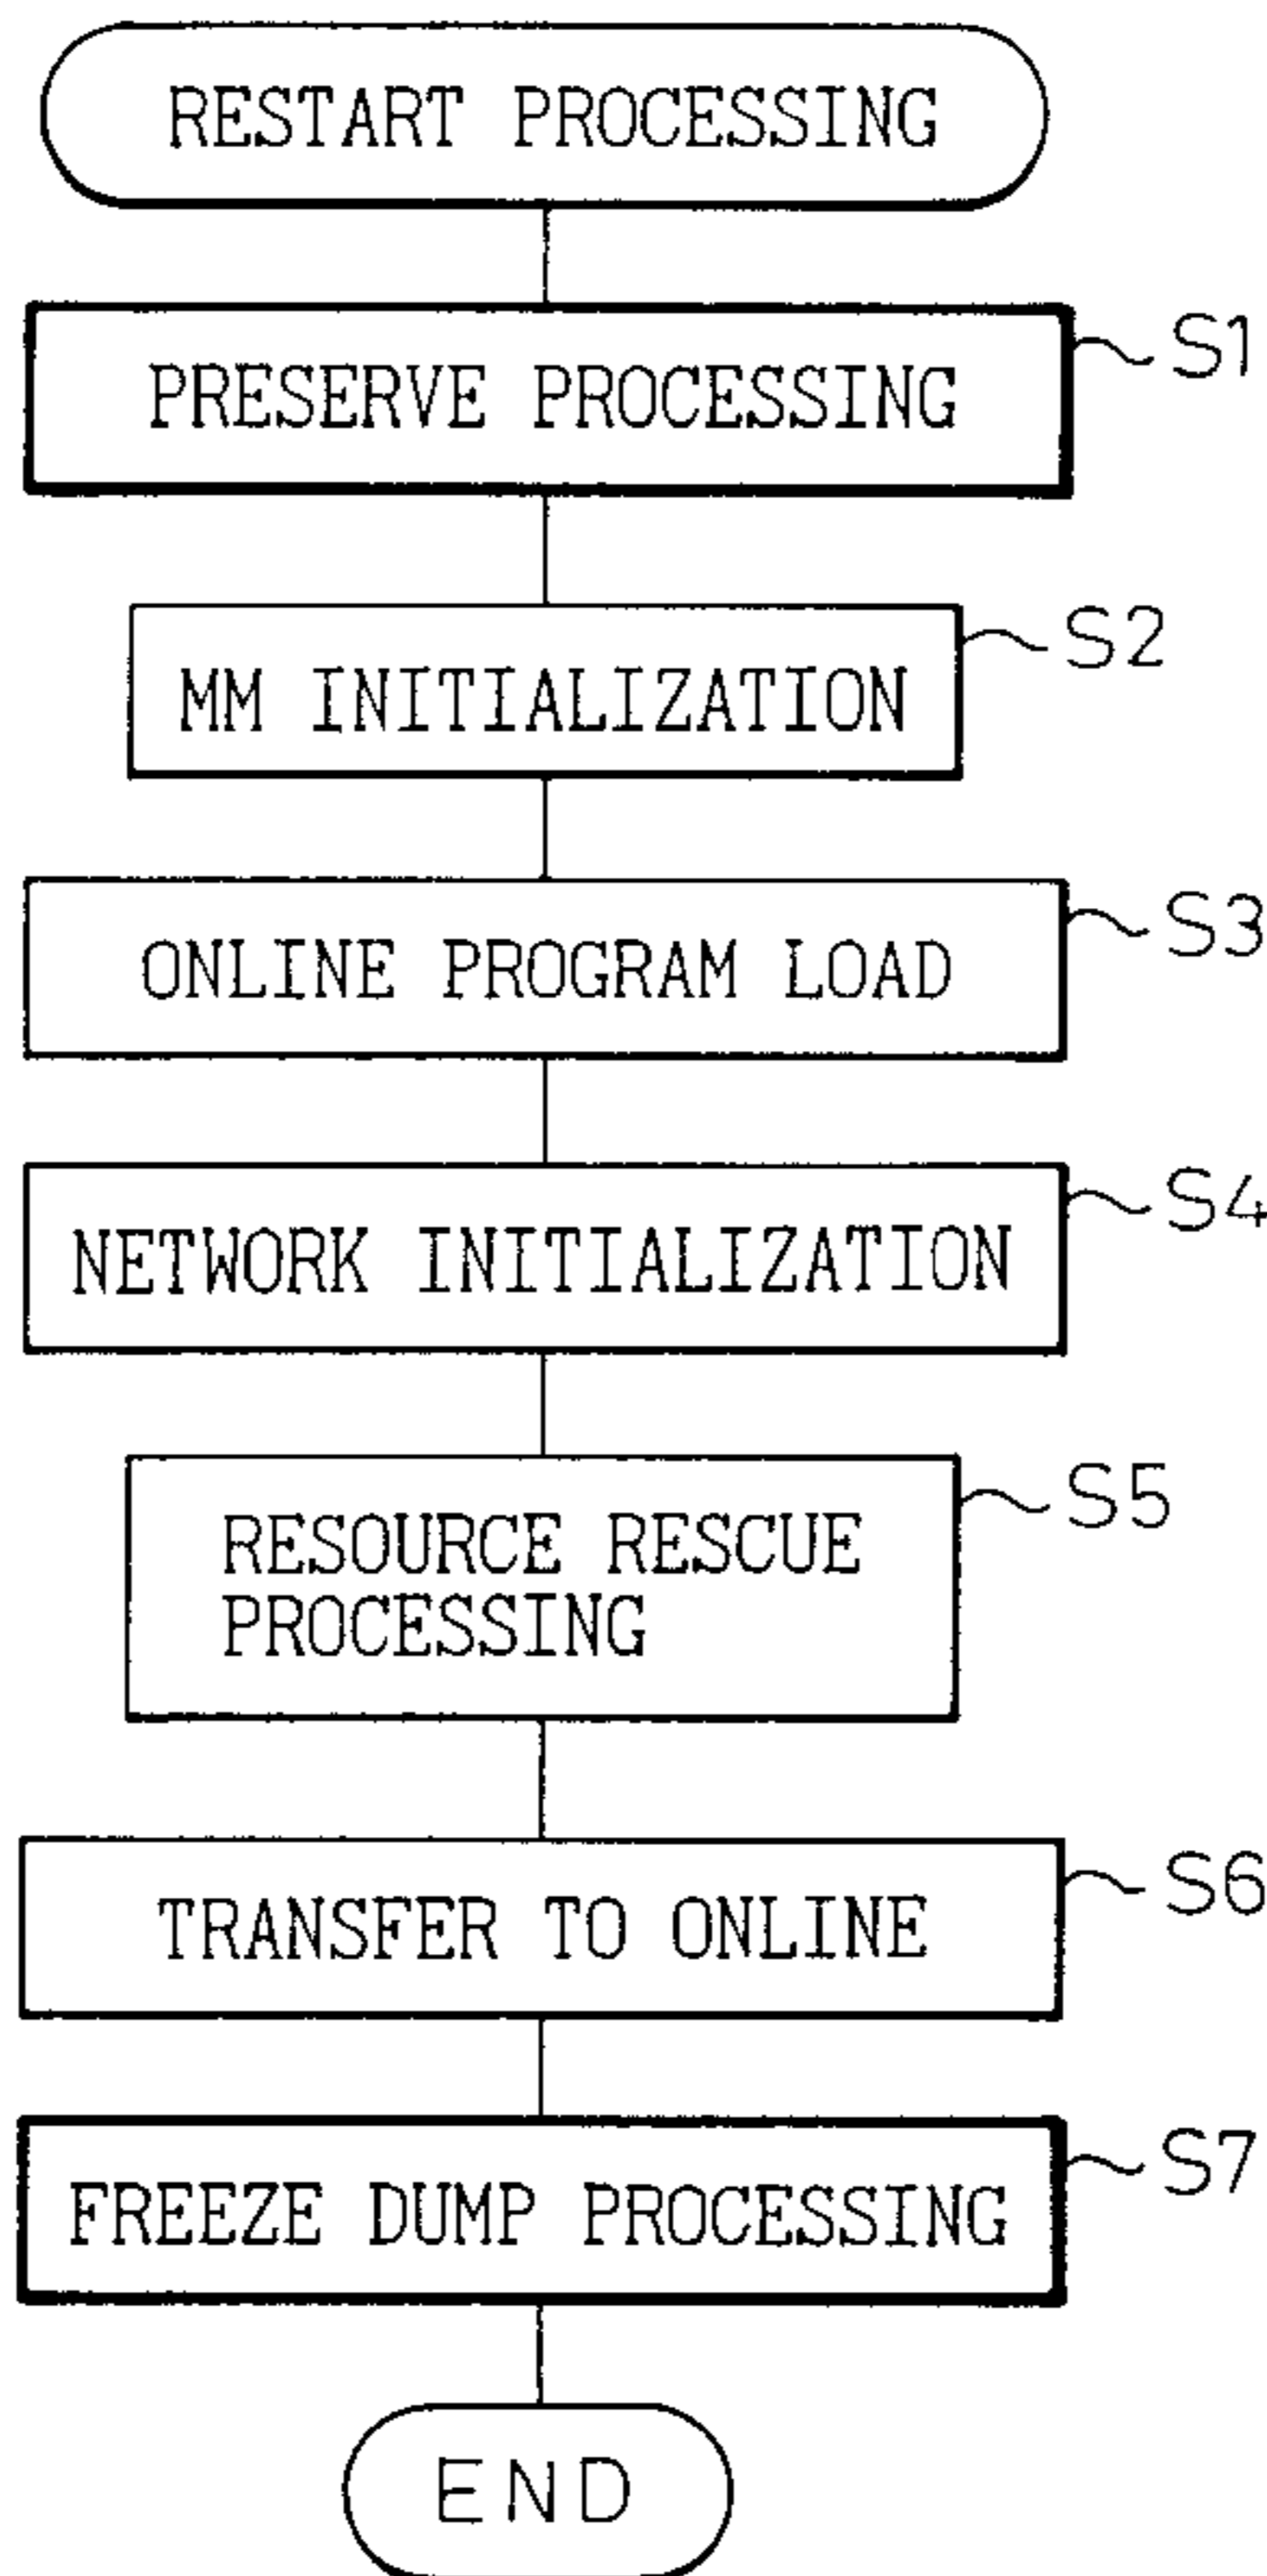 RESTART PROCESSING
PRESERVE PROCESSING
S1
MM INITIALIZATION
S2
ONLINE PROGRAM LOAD
S3
NETWORK INITIALIZATION
S4
RESOURCE RESCUE
PROCESSING
S5
TRANSFER TO ONLINE
S6
FREEZE DUMP PROCESSING
S7
END